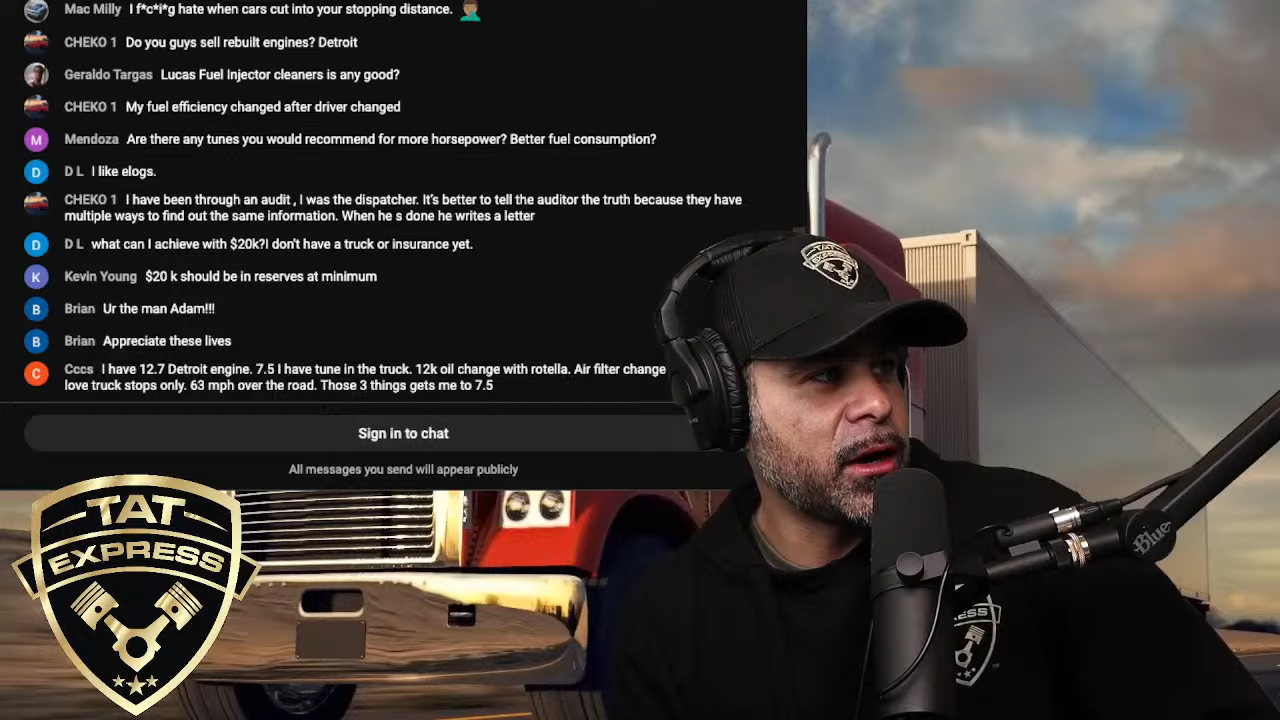 Mac Milly I f*c*i*g hate when cars cut into your stopping distance.
CHEKO 1 Do you guys sell rebuilt engines? Detroit
Geraldo Targas Lucas Fuel Injector cleaners is any good?
CHEKO 1 My fuel efficiency changed after driver changed
M Mendoza Are there any tunes you would recommend for more horsepower? Better fuel consumption?
D D L I like elogs.
CHEKO 1 I have been through an audit , I was the dispatcher. It's better to tell the auditor the truth because they have
multiple ways to find out the same information. When he s done he writes a letter
D D L what can I achieve with $20k?I don't have a truck or insurance yet.
K Kevin Young $20 k should be in reserves at minimum
B Brian Ur the man Adam!!!
B Brian Appreciate these lives
C Cccs I have 12.7 Detroit engine. 7.5 I have tune in the truck. 12k oil change with rotella. Air filter change
love truck stops only. 63 mph over the road. Those 3 things gets me to 7.5
Sign in to chat
All messages you send will appear publicly
TAT
EXPRESS
TAT
EXPRESS
Blue
ESS